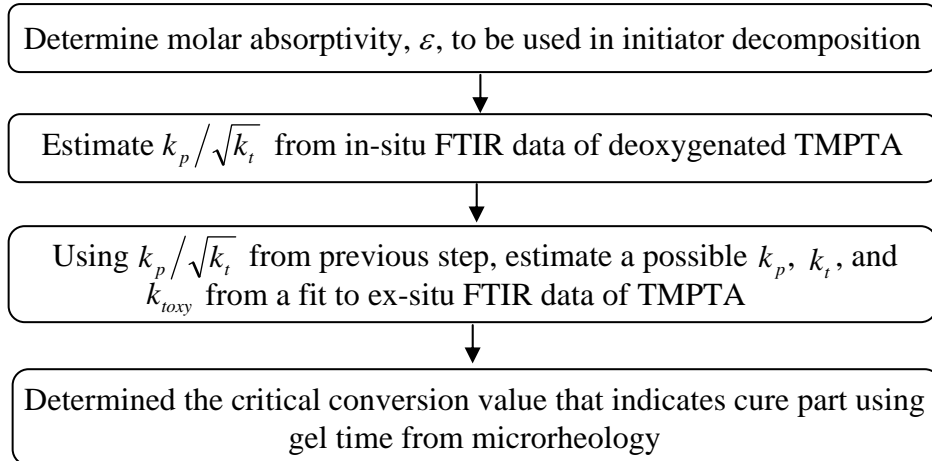 Determine molar absorptivity, ε, to be used in initiator decomposition
Estimate k_p/√k_t from in-situ FTIR data of deoxygenated TMPTA
Using k_p/√k_t from previous step, estimate a possible k_p, k_t, and
k_toxy from a fit to ex-situ FTIR data of TMPTA
Determined the critical conversion value that indicates cure part using
gel time from microrheology